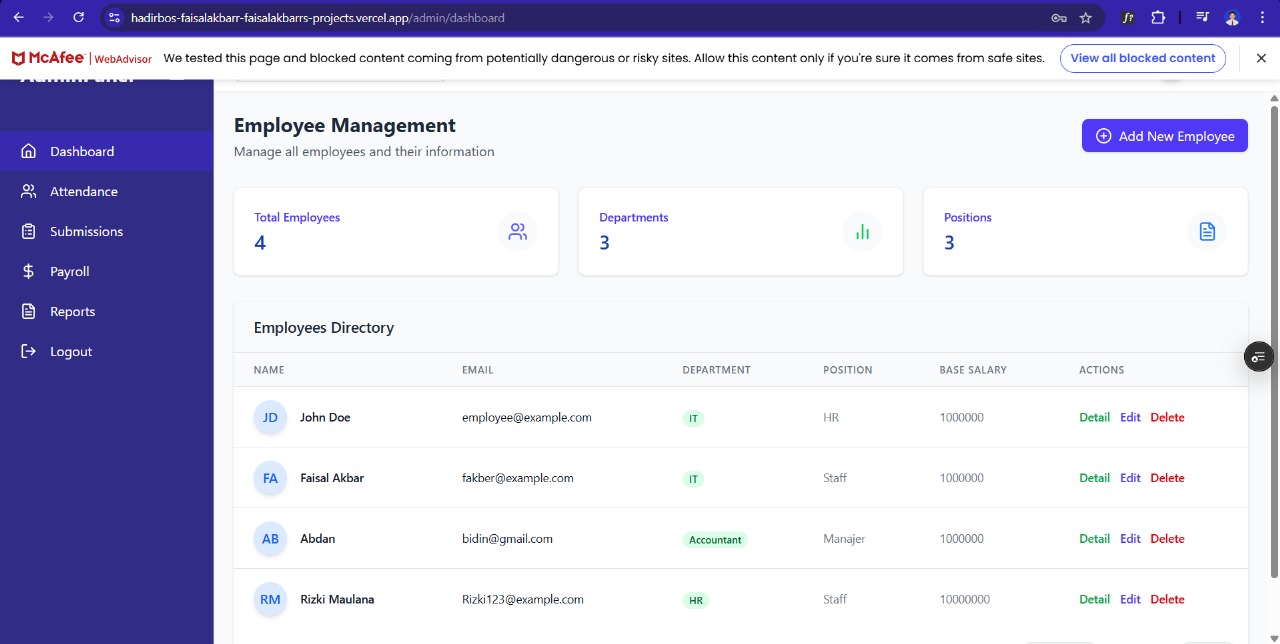 hadirbos-faisalakbarr-faisalakbarrs-projects.vercel.app/admin/dashboard
f?
McAfee | WebAdvisor We tested this page and blocked content coming from potentially dangerous or risky sites. Allow this content only if you're sure it comes from safe sites. View all blocked content
Dashboard
Attendance
Submissions
Payroll
Reports
Logout
Employee Management
Manage all employees and their information
Add New Employee
Total Employees
4
Departments
3
Positions
3
Employees Directory
NAME EMAIL DEPARTMENT POSITION BASE SALARY ACTIONS
JD John Doe employee@example.com IT HR 1000000 Detail Edit Delete
FA Faisal Akbar fakber@example.com IT Staff 1000000 Detail Edit Delete
AB Abdan bidin@gmail.com Accountant Manajer 1000000 Detail Edit Delete
RM Rizki Maulana Rizki123@example.com HR Staff 10000000 Detail Edit Delete